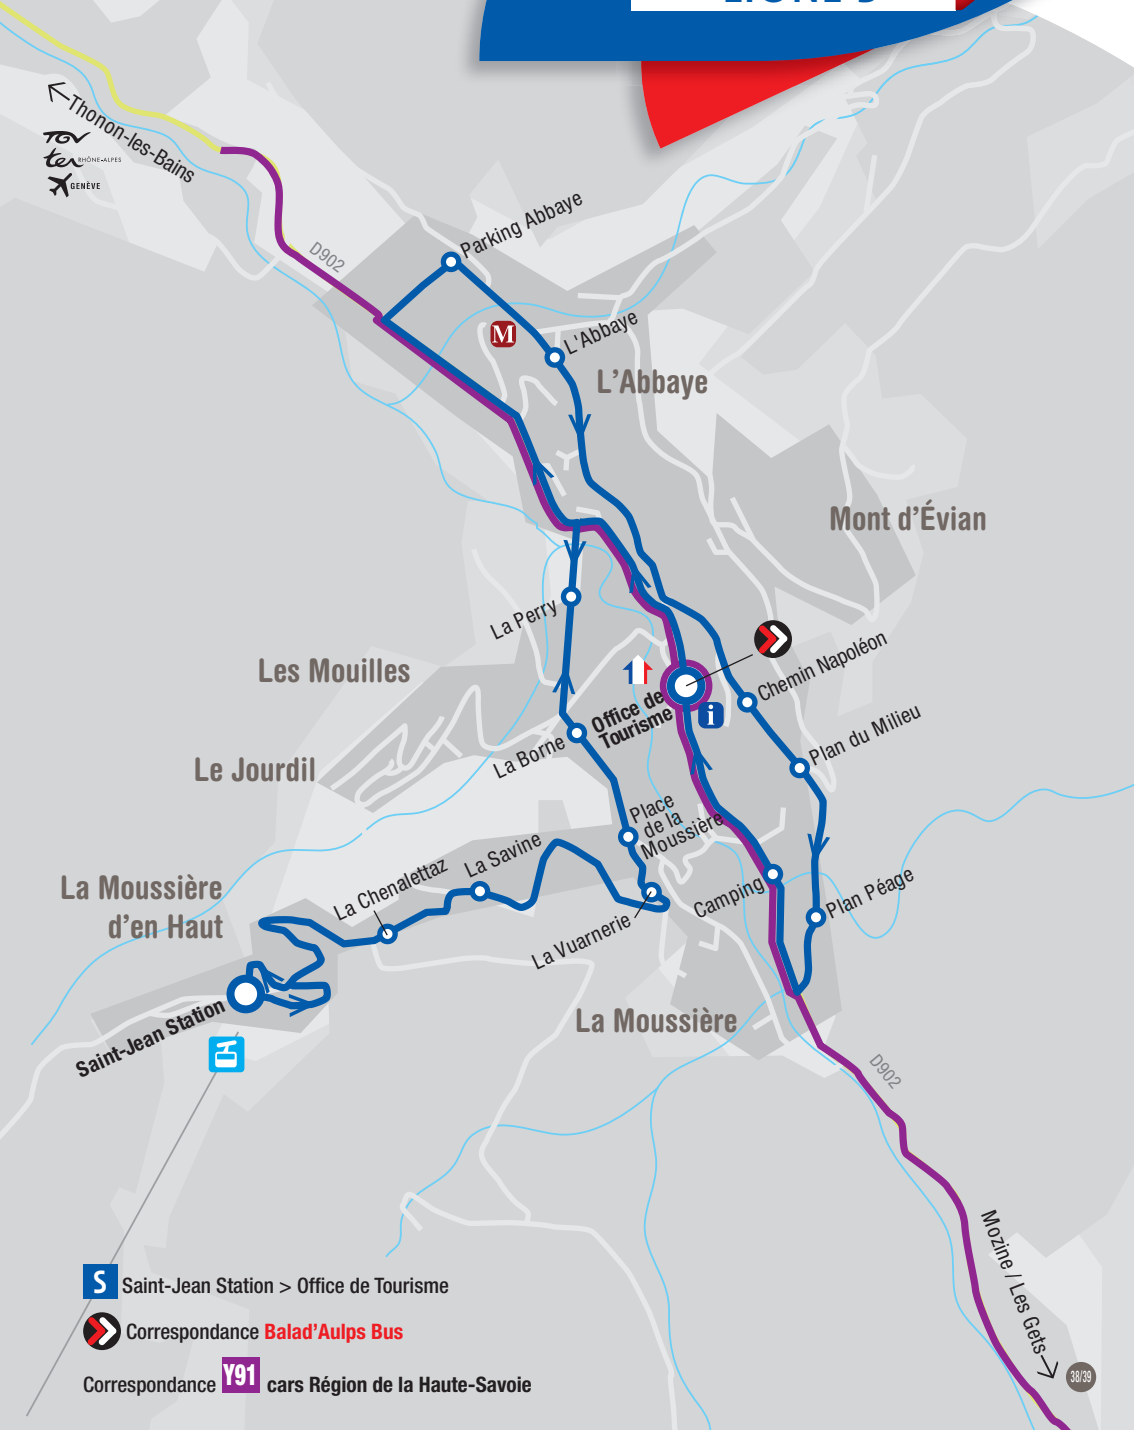 Thonon-les-Bains
TGV
ter RHÔNE-ALPES
GENÈVE
D902
Parking Abbaye
M
L'Abbaye
L'Abbaye
Mont d'Évian
La Perry
Les Mouilles
Chemin Napoléon
Office de
Tourisme
i
Plan du Milieu
La Borne
Le Jourdil
Place
de la
Moussière
La Savine
La Chenalettaz
La Moussière
d'en Haut
Camping
Plan Péage
La Vuarnerie
Saint-Jean Station
La Moussière
D902
Mozine / Les Gets
S Saint-Jean Station > Office de Tourisme
Correspondance Balad'Aulps Bus
Correspondance Y91 cars Région de la Haute-Savoie
38/39